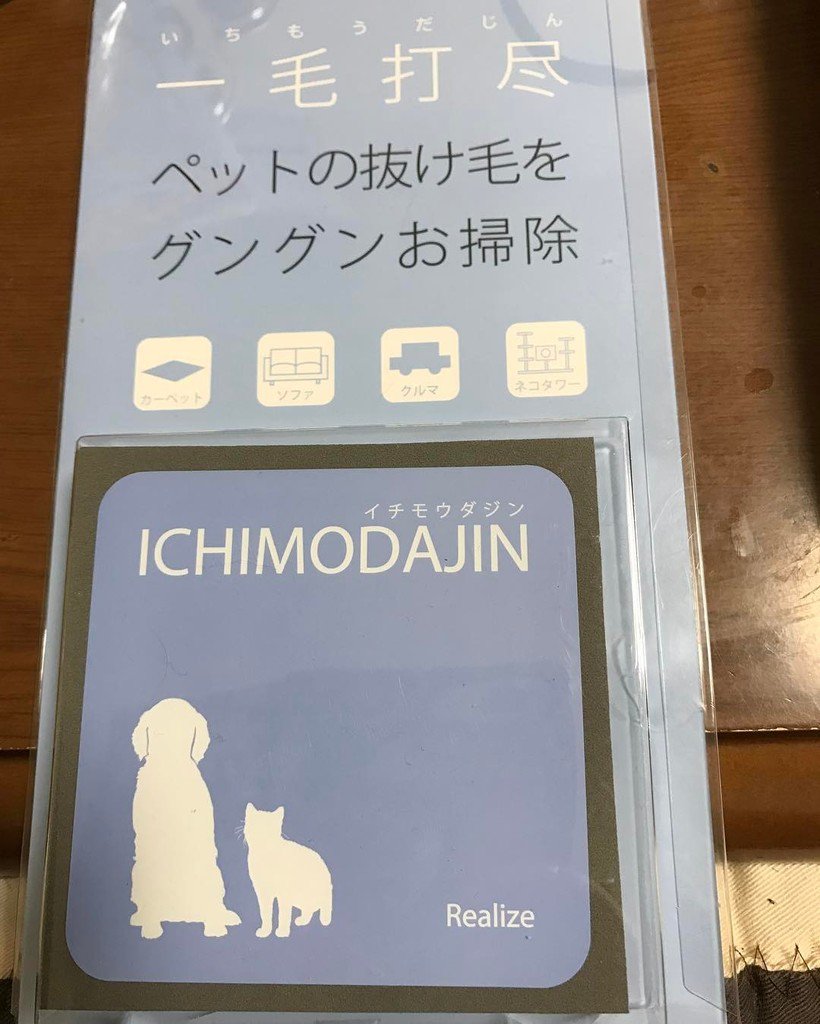 いちもうだじん
一毛打尽
ペットの抜け毛を
グングンお掃除
カーペット
ソファ
クルマ
ネコタワー
イチモウダジン
ICHIMODAJIN
Realize